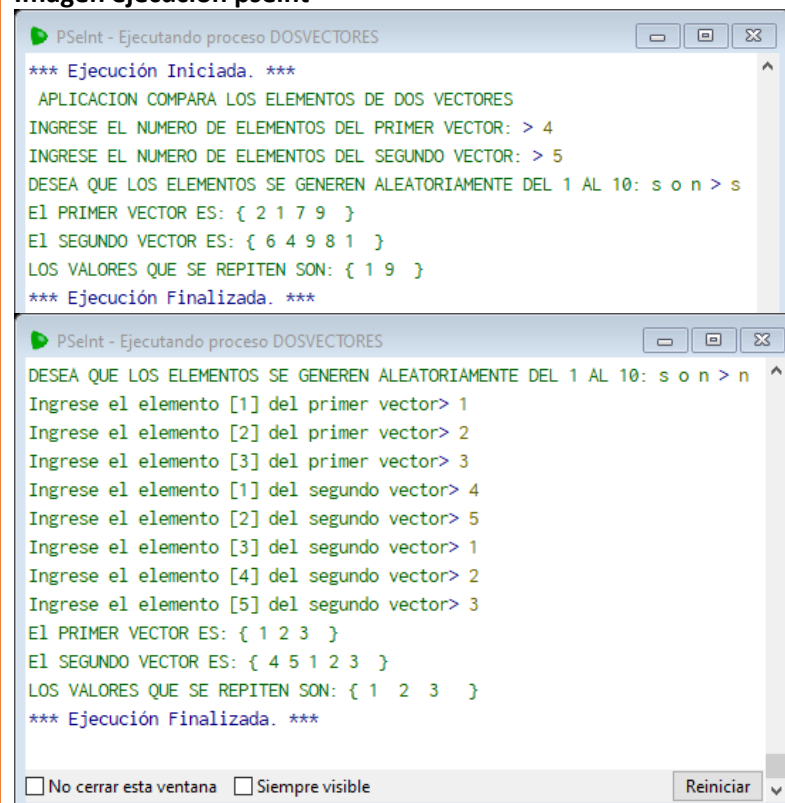 Imagen ejecución pseint
PSeInt - Ejecutando proceso DOSVECTORES
*** Ejecución Iniciada. ***
APLICACION COMPARA LOS ELEMENTOS DE DOS VECTORES
INGRESE EL NUMERO DE ELEMENTOS DEL PRIMER VECTOR: > 4
INGRESE EL NUMERO DE ELEMENTOS DEL SEGUNDO VECTOR: > 5
DESEA QUE LOS ELEMENTOS SE GENEREN ALEATORIAMENTE DEL 1 AL 10: s o n > s
El PRIMER VECTOR ES: { 2 1 7 9 }
El SEGUNDO VECTOR ES: { 6 4 9 8 1 }
LOS VALORES QUE SE REPITEN SON: { 1 9 }
*** Ejecución Finalizada. ***
PSeInt - Ejecutando proceso DOSVECTORES
DESEA QUE LOS ELEMENTOS SE GENEREN ALEATORIAMENTE DEL 1 AL 10: s o n > n
Ingrese el elemento [1] del primer vector> 1
Ingrese el elemento [2] del primer vector> 2
Ingrese el elemento [3] del primer vector> 3
Ingrese el elemento [1] del segundo vector> 4
Ingrese el elemento [2] del segundo vector> 5
Ingrese el elemento [3] del segundo vector> 1
Ingrese el elemento [4] del segundo vector> 2
Ingrese el elemento [5] del segundo vector> 3
El PRIMER VECTOR ES: { 1 2 3 }
El SEGUNDO VECTOR ES: { 4 5 1 2 3 }
LOS VALORES QUE SE REPITEN SON: { 1 2 3 }
*** Ejecución Finalizada. ***
No cerrar esta ventana Siempre visible Reiniciar